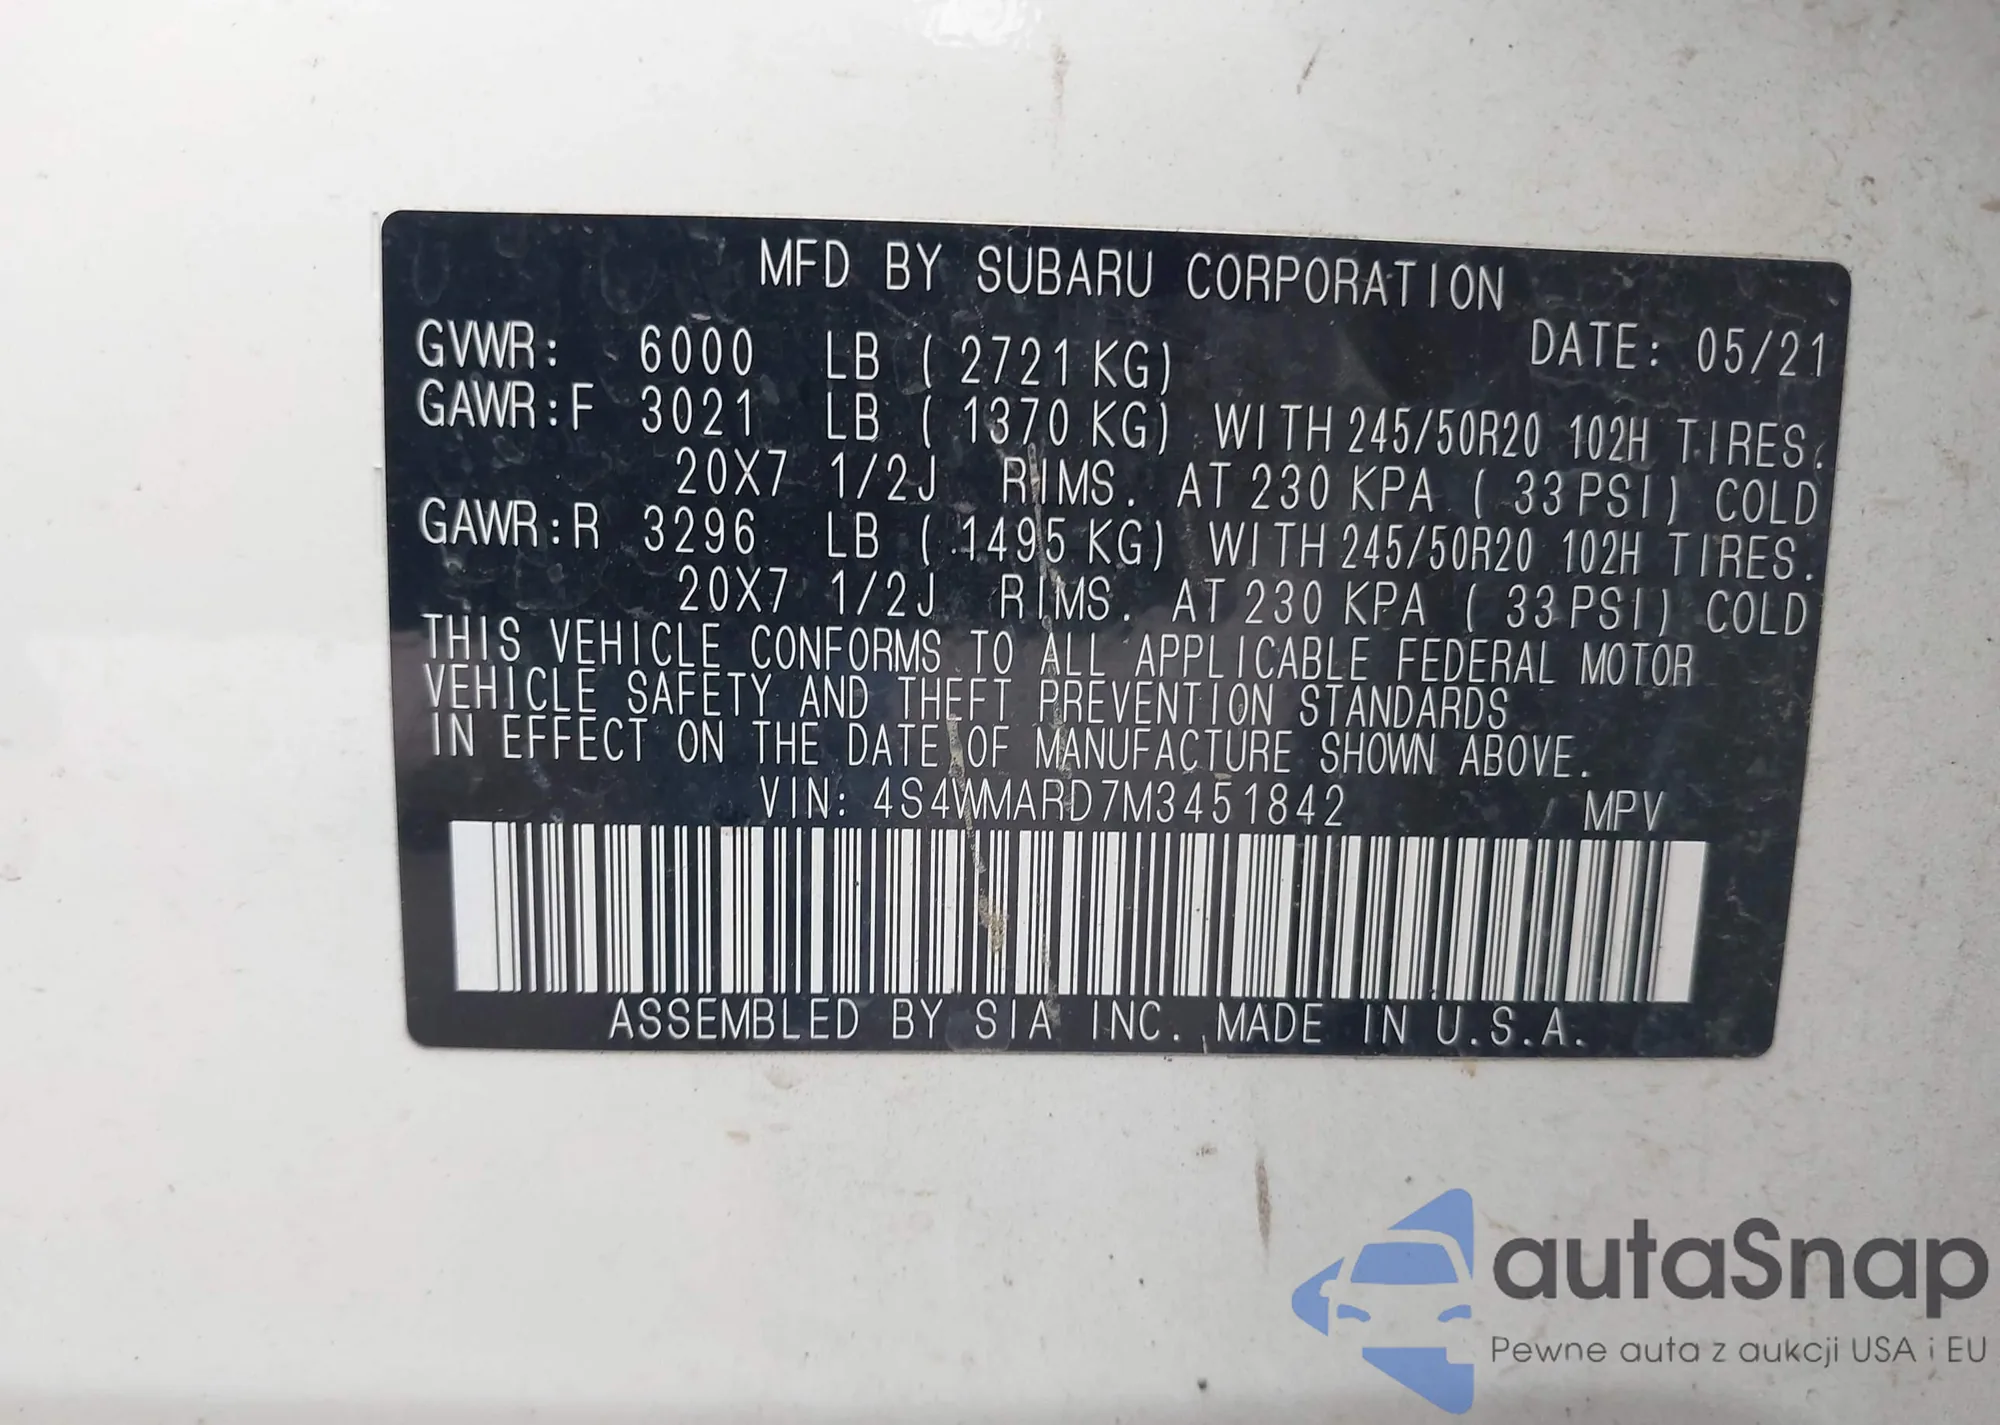 MFD BY SUBARU CORPORATION
DATE: 05/21
GVWR: 6000 LB ( 2721 KG)
GAWR:F 3021 LB ( 1370 KG) WITH 245/50R20 102H TIRES.
20X7 1/2J RIMS. AT 230 KPA ( 33 PSI) COLD
GAWR:R 3296 LB ( 1495 KG) WITH 245/50R20 102H TIRES.
20X7 1/2J RIMS. AT 230 KPA ( 33 PSI) COLD
THIS VEHICLE CONFORMS TO ALL APPLICABLE FEDERAL MOTOR
VEHICLE SAFETY AND THEFT PREVENTION STANDARDS
IN EFFECT ON THE DATE OF MANUFACTURE SHOWN ABOVE.
VIN: 4S4WMARD7M3451842 MPV
ASSEMBLED BY SIA INC. MADE IN U.S.A.
autaSnap
Pewne auta z aukcji USA i EU